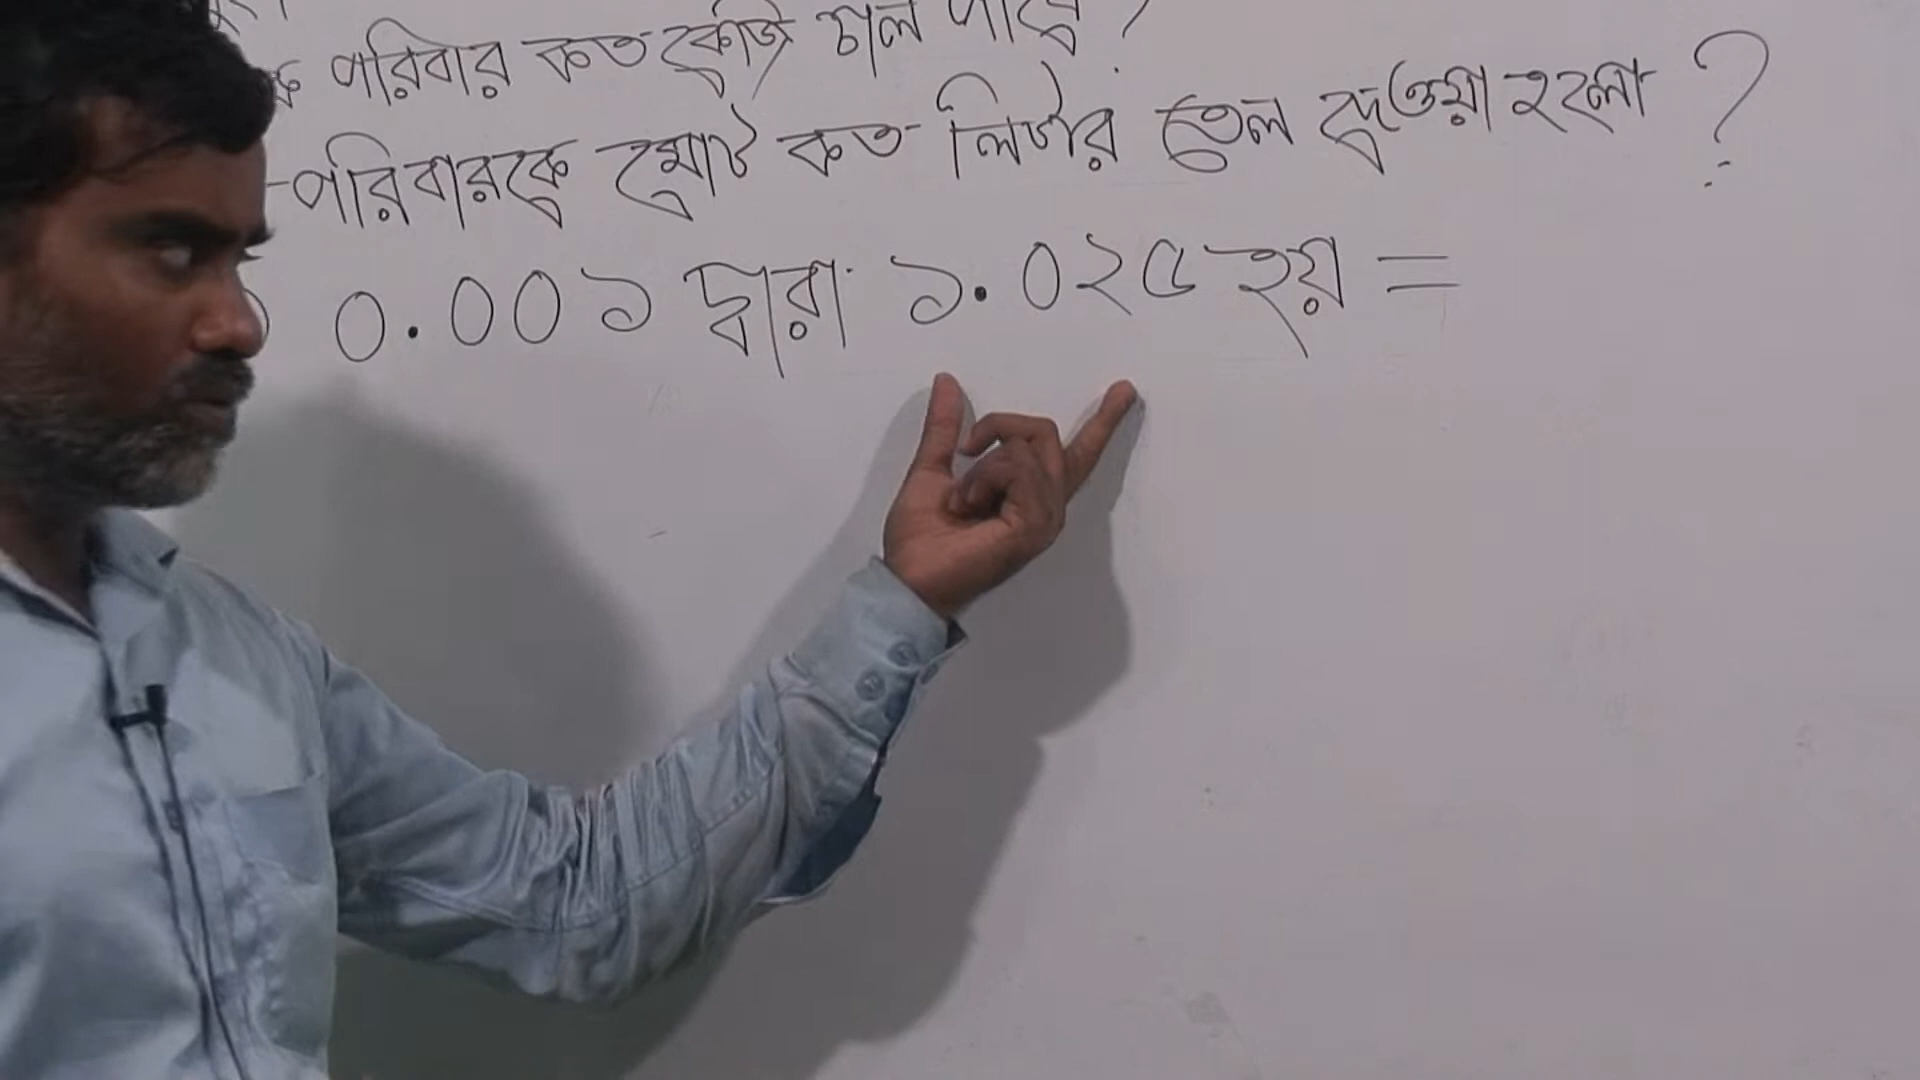 পরিবার কত কেজি চাল পাবে?
পরিবারকে মোট কত লিটার তেল দেওয়া হলো?
০.০০১ দ্বারা ১.০২৫ হয় =